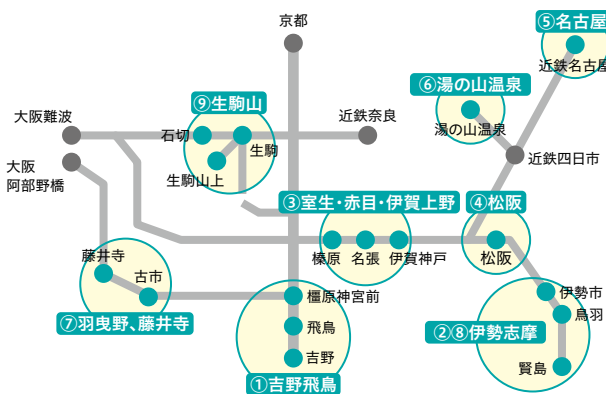 京都
⑤名古屋
近鉄名古屋
⑥湯の山温泉
湯の山温泉
⑨生駒山
大阪難波
石切
生駒
近鉄奈良
生駒山上
大阪
阿部野橋
近鉄四日市
③室生・赤目・伊賀上野
④松阪
榛原
名張
伊賀神戸
松阪
藤井寺
古市
⑦羽曳野、藤井寺
橿原神宮前
飛鳥
吉野
①吉野飛鳥
伊勢市
鳥羽
②⑧伊勢志摩
賢島